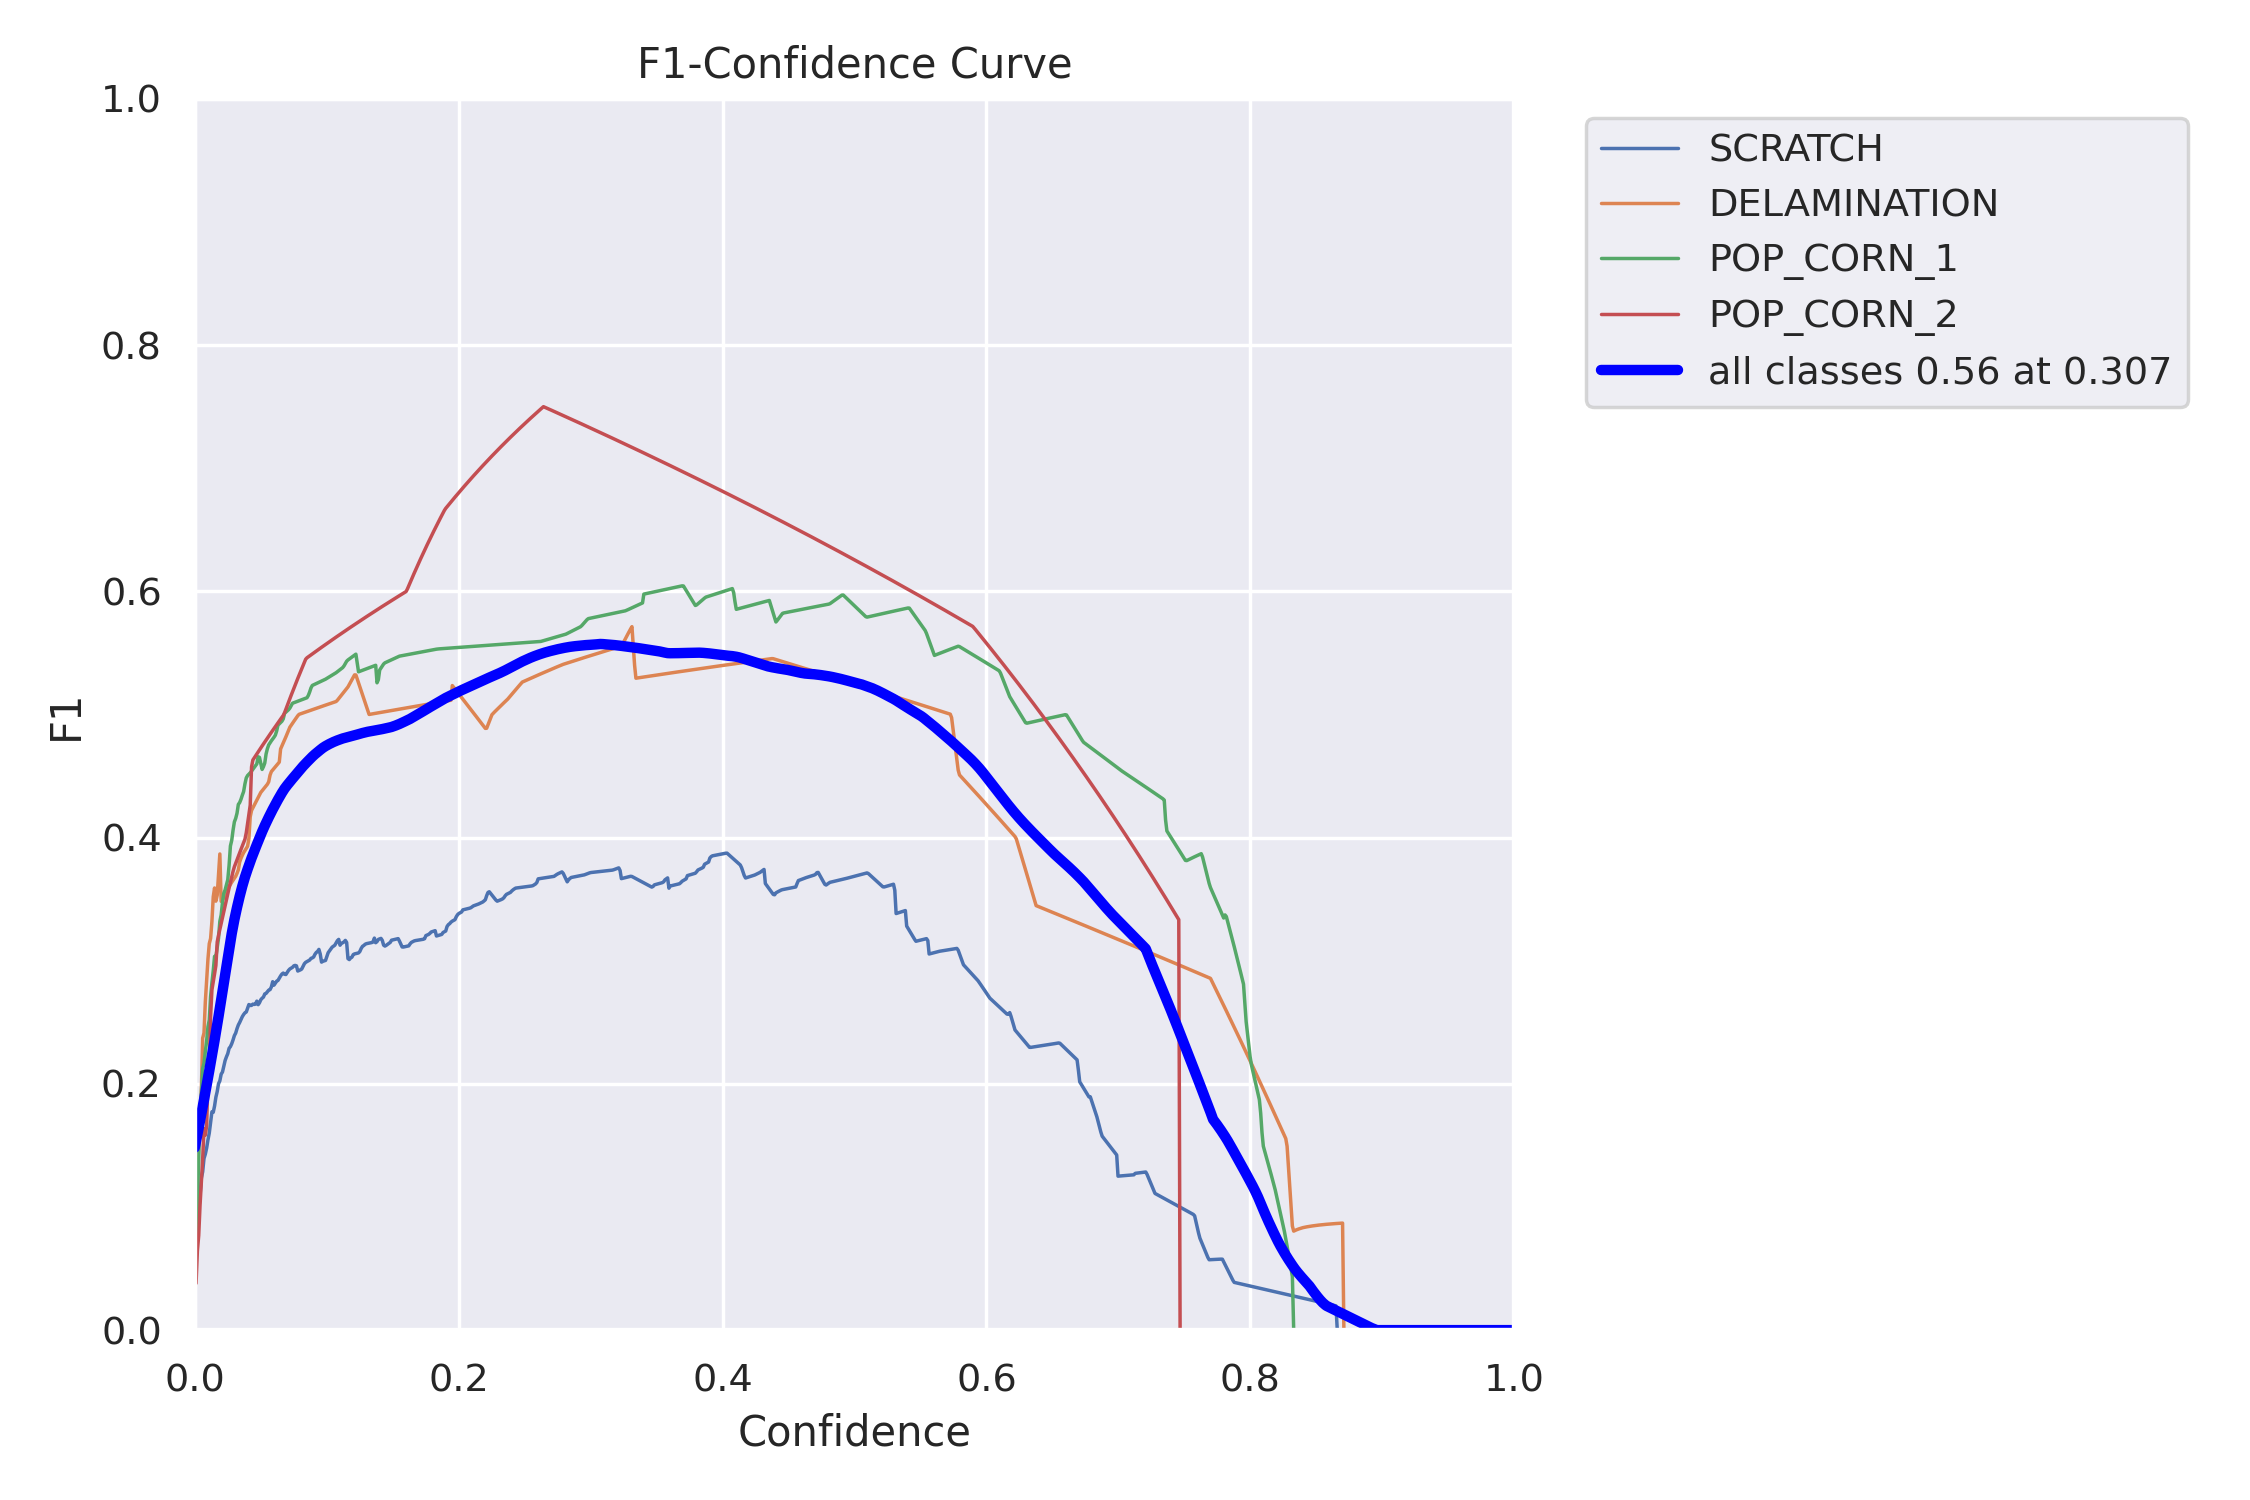 F1-Confidence Curve
1.0
0.8
0.6
0.4
0.2
0.0
F1
0.0 0.2 0.4 0.6 0.8 1.0
Confidence
SCRATCH
DELAMINATION
POP_CORN_1
POP_CORN_2
all classes 0.56 at 0.307